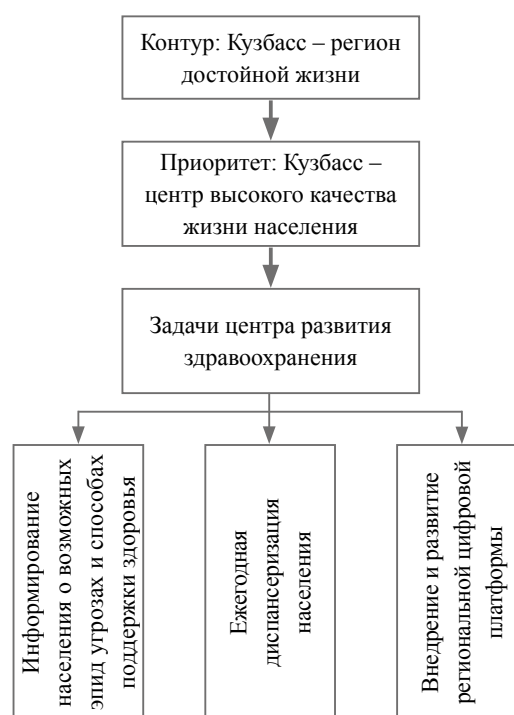 Контур: Кузбасс – регион
достойной жизни
Приоритет: Кузбасс –
центр высокого качества
жизни населения
Задачи центра развития
здравоохранения
Информирование
населения о возможных
эпид угрозах и способах
поддержки здоровья
Ежегодная
диспансеризация
населения
Внедрение и развитие
региональной цифровой
платформы